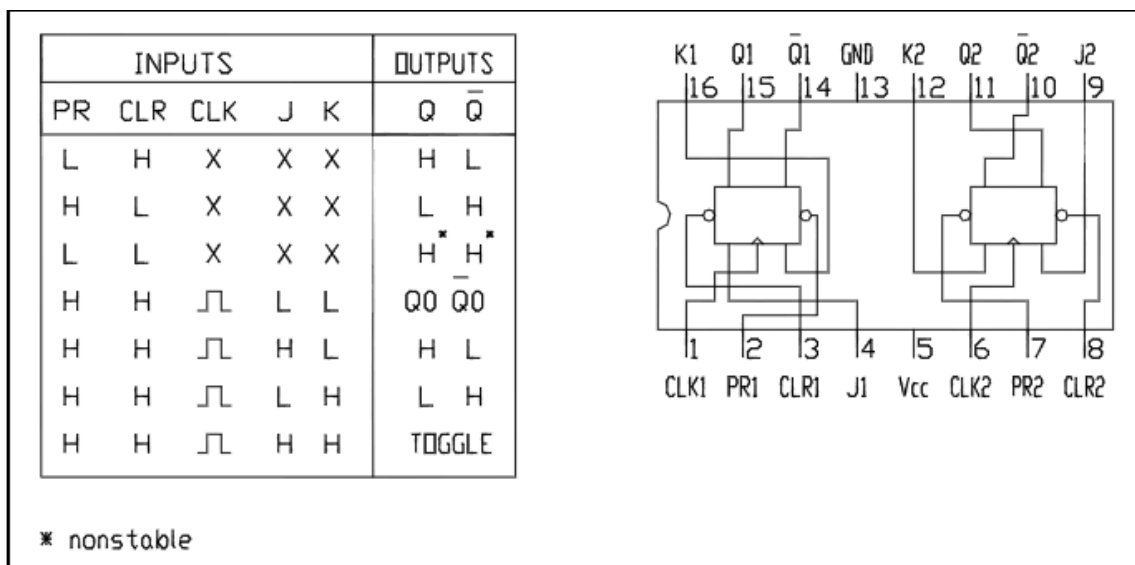 INPUTS OUTPUTS
PR CLR CLK J K Q Q̅
L H X X X H L
H L X X X L H
L L X X X H* H*
H H L L Q0 Q̅0
H H H L H L
H H L H L H
H H H H TOGGLE
* nonstable
K1 Q1 Q̅1 GND K2 Q2 Q̅2 J2
16 15 14 13 12 11 10 9
1 2 3 4 5 6 7 8
CLK1 PR1 CLR1 J1 Vcc CLK2 PR2 CLR2